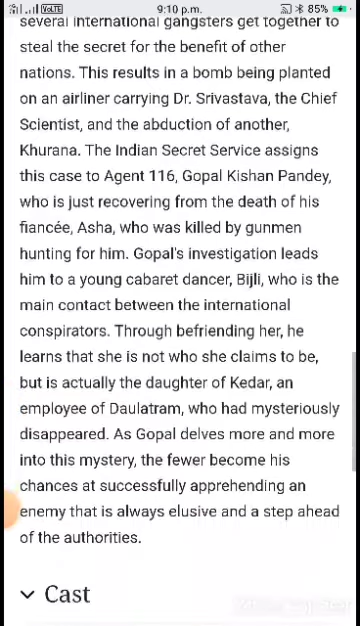 VoLTE 9:10 p.m. 85%
several international gangsters get together to
steal the secret for the benefit of other
nations. This results in a bomb being planted
on an airliner carrying Dr. Srivastava, the Chief
Scientist, and the abduction of another,
Khurana. The Indian Secret Service assigns
this case to Agent 116, Gopal Kishan Pandey,
who is just recovering from the death of his
fiancée, Asha, who was killed by gunmen
hunting for him. Gopal's investigation leads
him to a young cabaret dancer, Bijli, who is the
main contact between the international
conspirators. Through befriending her, he
learns that she is not who she claims to be,
but is actually the daughter of Kedar, an
employee of Daulatram, who had mysteriously
disappeared. As Gopal delves more and more
into this mystery, the fewer become his
chances at successfully apprehending an
enemy that is always elusive and a step ahead
of the authorities.
Cast